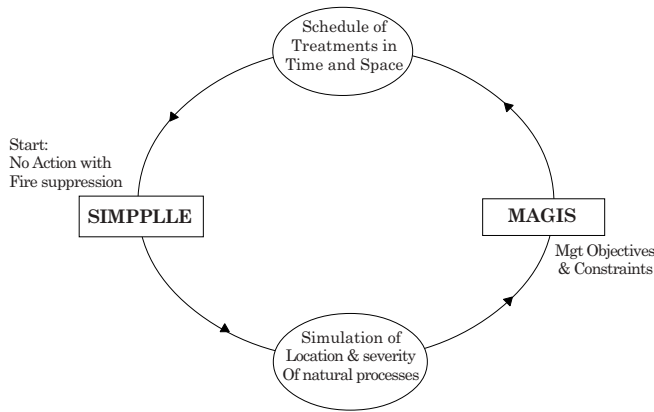 Schedule of
Treatments in
Time and Space
Start:
No Action with
Fire suppression
SIMPPLLE
MAGIS
Mgt Objectives
& Constraints
Simulation of
Location & severity
Of natural processes